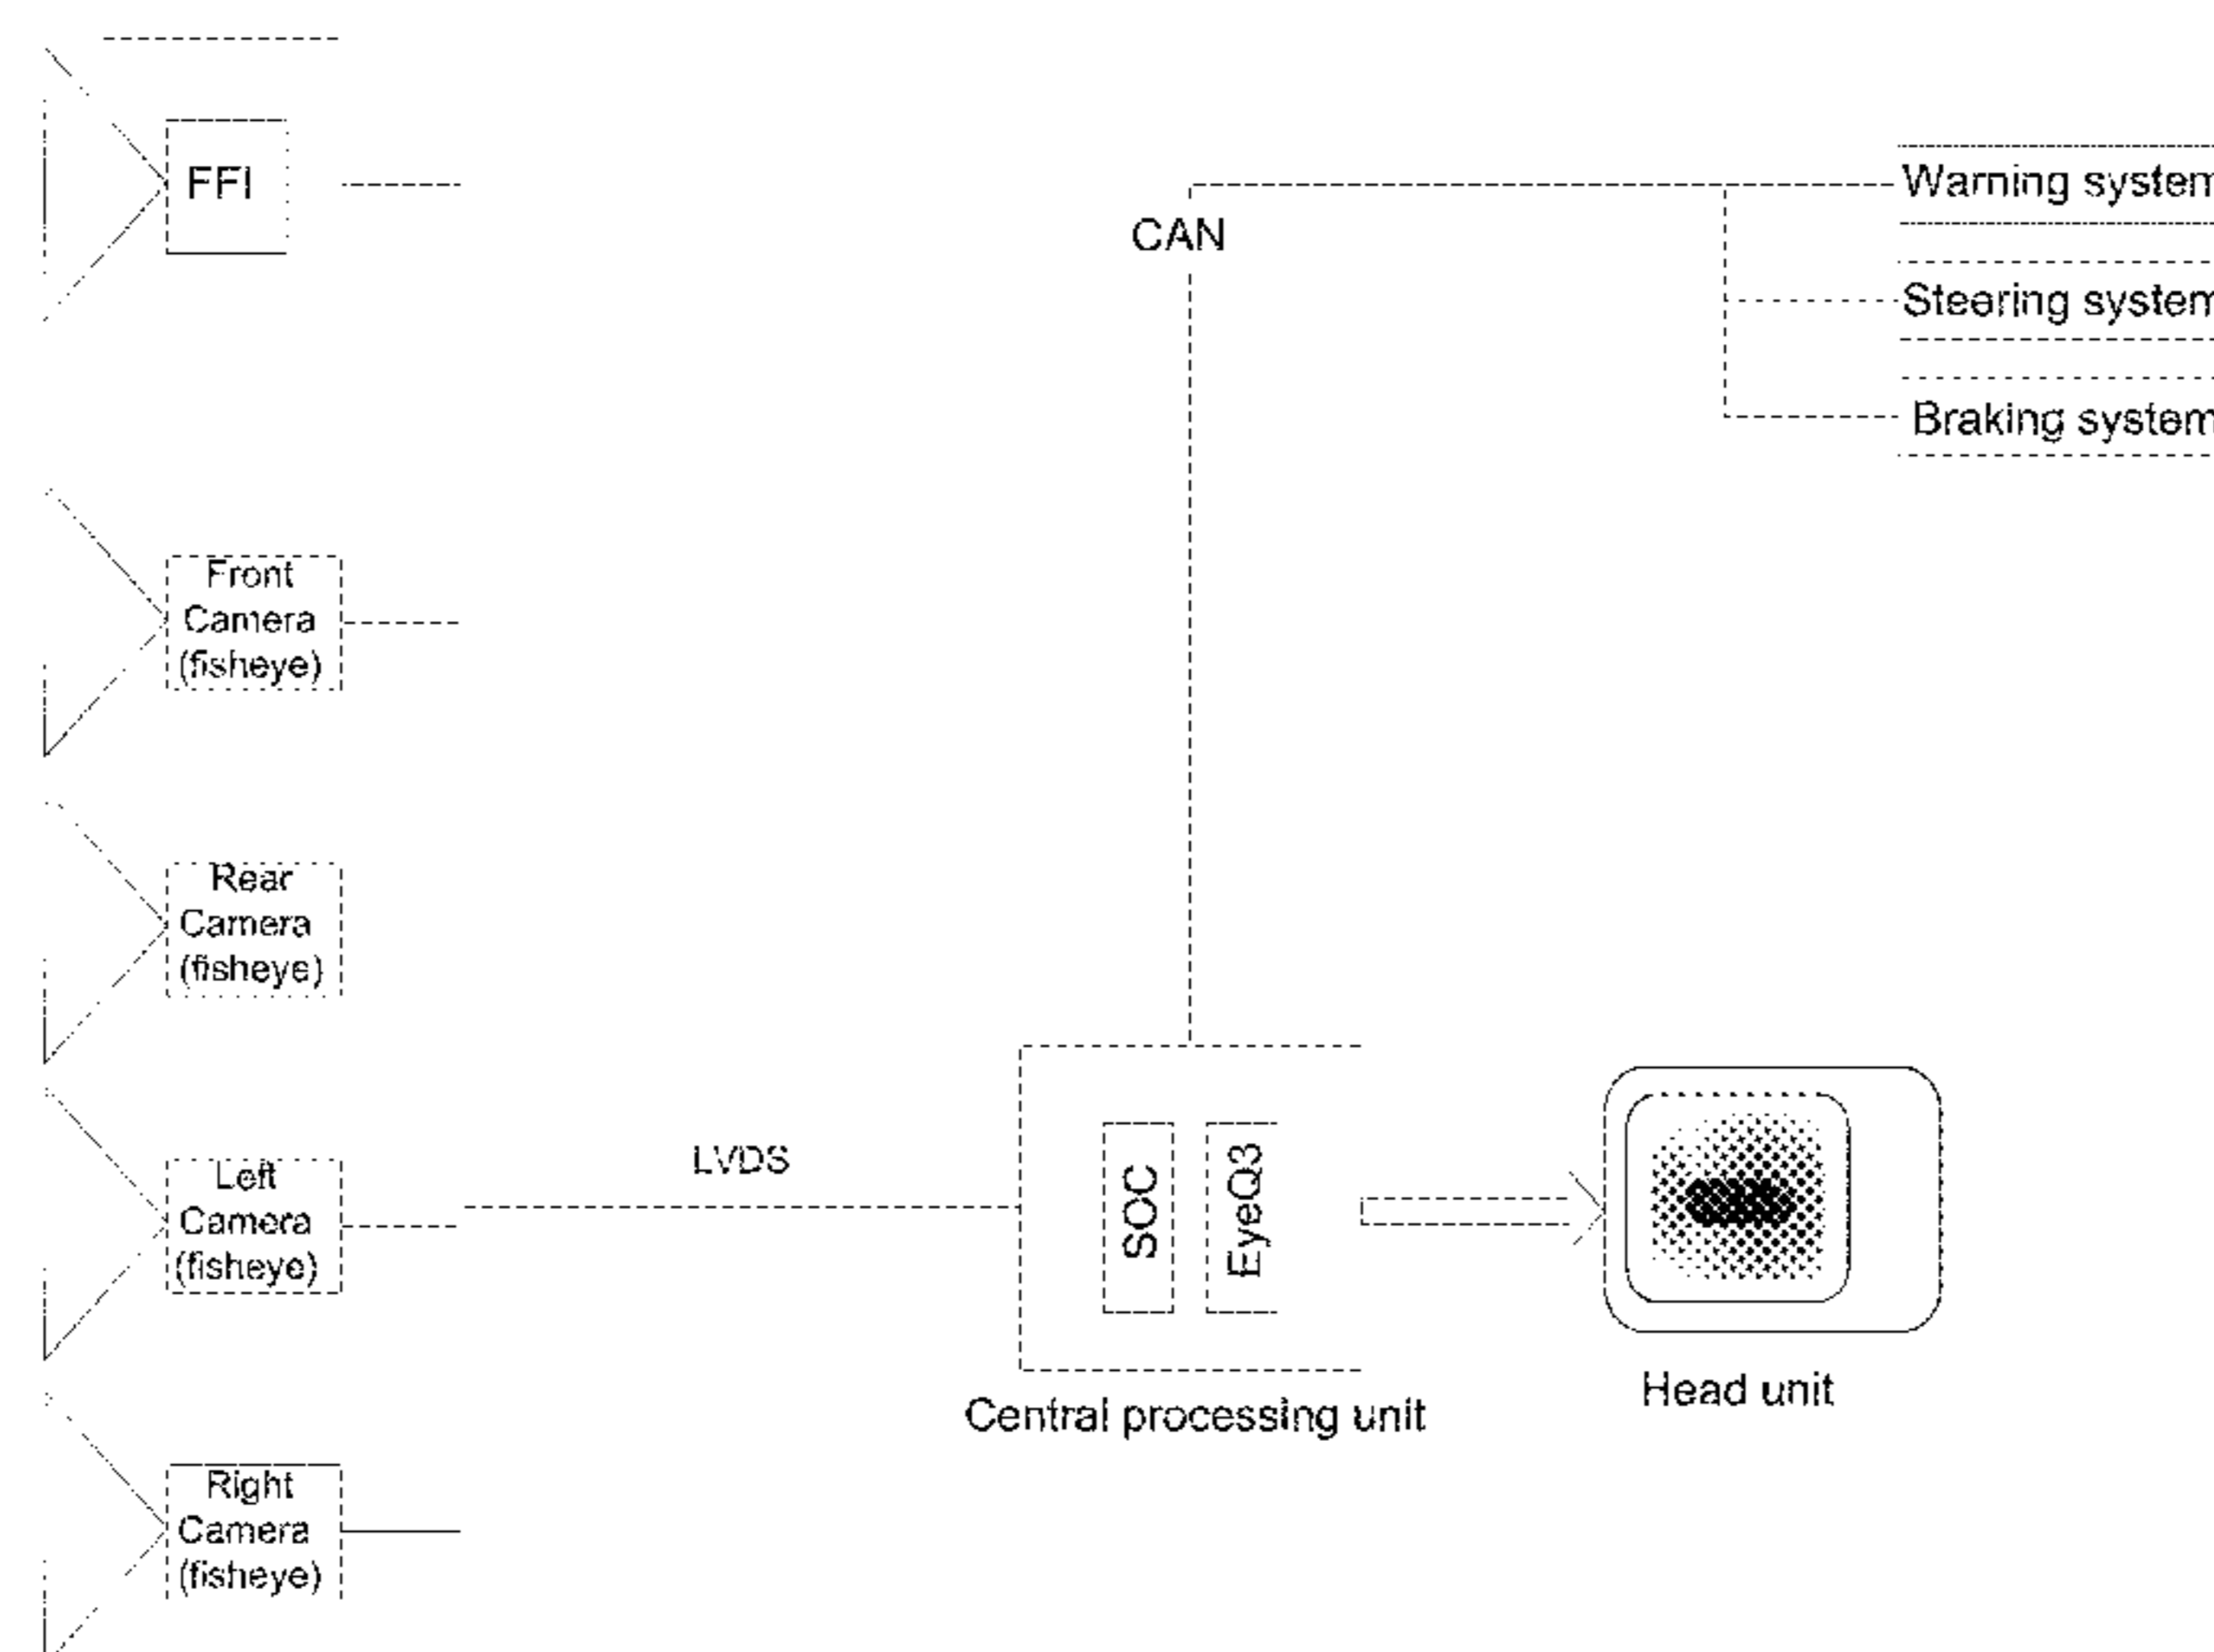 FFI
CAN
Warning system
Steering system
Braking system
Front
Camera
(fisheye)
Rear
Camera
(fisheye)
Left
Camera
(fisheye)
LVDS
SOC
EyeQ3
Head unit
Central processing unit
Right
Camera
(fisheye)